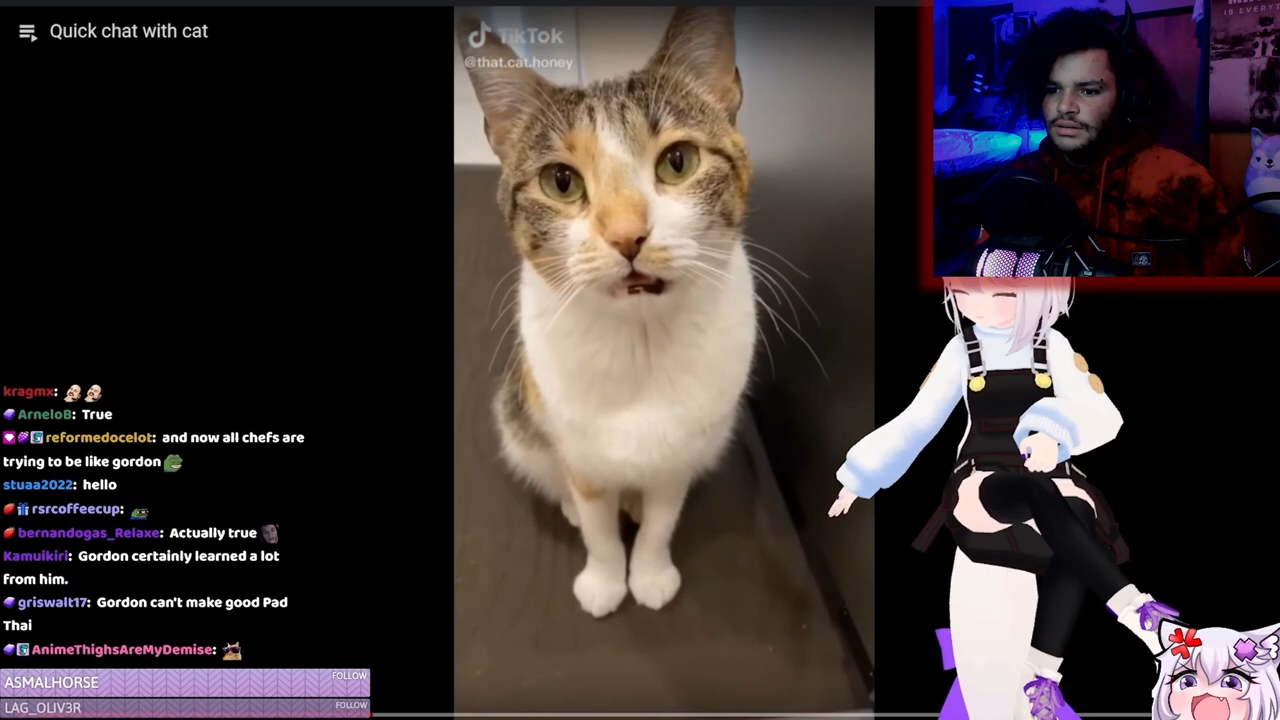 Quick chat with cat
TikTok
@that.cat.honey
IS EVERYT
kragmx:
ArneloB: True
reformedocelot: and now all chefs are
trying to be like gordon
stuaa2022: hello
rsrcoffeecup:
bernandogas_Relaxe: Actually true
Kamuikiri: Gordon certainly learned a lot
from him.
griswalt17: Gordon can't make good Pad
Thai
AnimeThighsAreMyDemise:
ASMALHORSE FOLLOW
LAG_OLIV3R FOLLOW